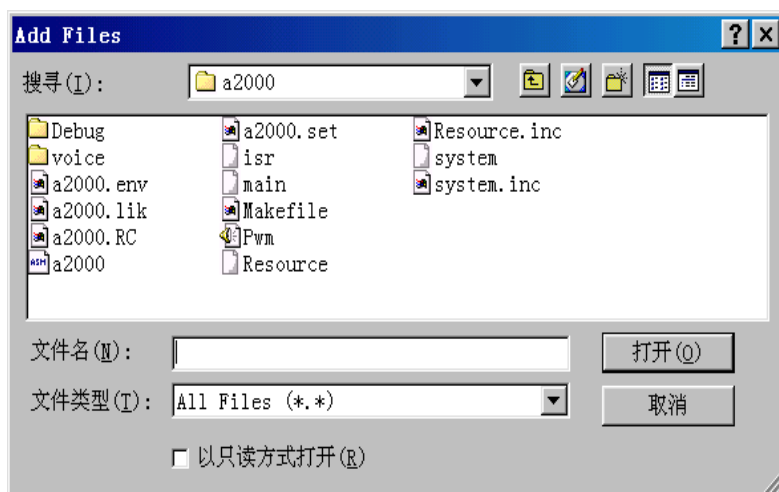 Add Files
搜寻(I): a2000
Debug a2000.set Resource.inc
voice isr system
a2000.env main system.inc
a2000.lik Makefile
a2000.RC Pwm
ASM a2000 Resource
文件名(N): 打开(O)
文件类型(T): All Files (*.*) 取消
以只读方式打开(R)